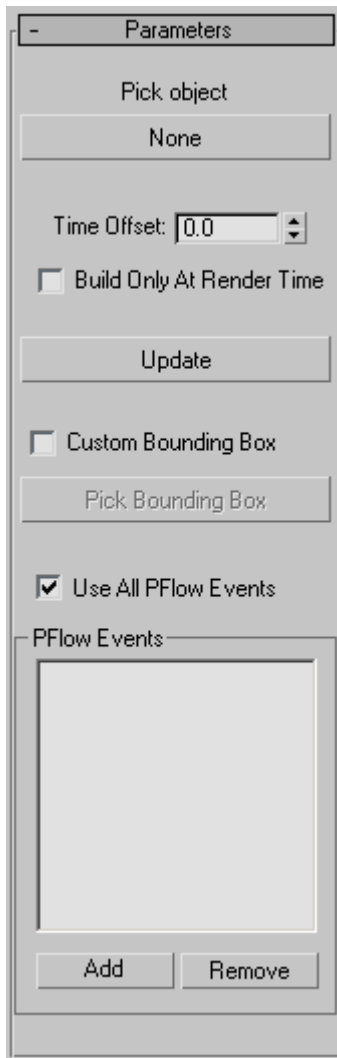 - Parameters
Pick object
None
Time Offset: 0.0
Build Only At Render Time
Update
Custom Bounding Box
Pick Bounding Box
Use All PFlow Events
PFlow Events
Add Remove